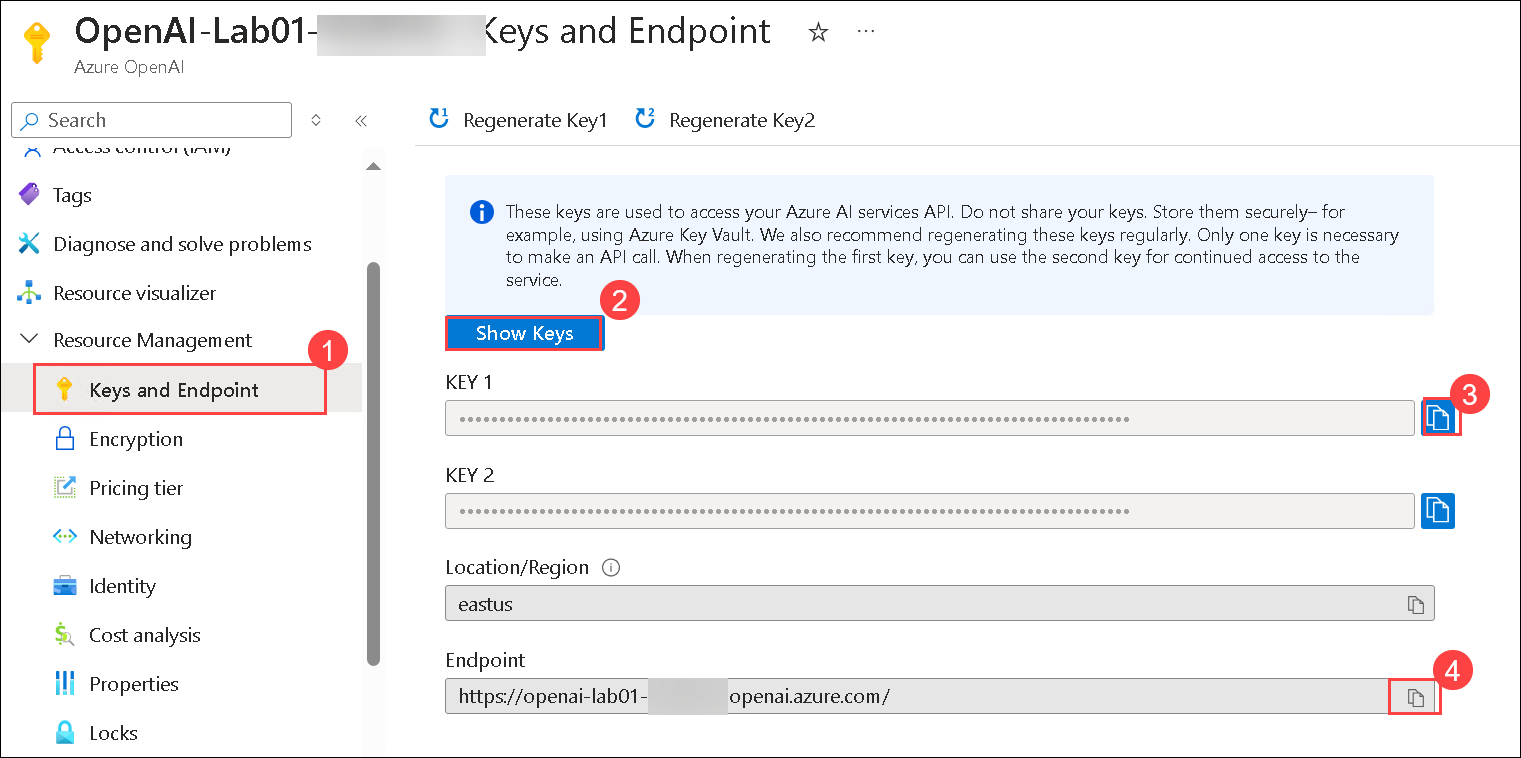 OpenAI-Lab01- Keys and Endpoint
Azure OpenAI
Search
Regenerate Key1
Regenerate Key2
Access control (IAM)
Tags
Diagnose and solve problems
Resource visualizer
Resource Management
1
Keys and Endpoint
Encryption
Pricing tier
Networking
Identity
Cost analysis
Properties
Locks
These keys are used to access your Azure AI services API. Do not share your keys. Store them securely– for
example, using Azure Key Vault. We also recommend regenerating these keys regularly. Only one key is necessary
to make an API call. When regenerating the first key, you can use the second key for continued access to the
service.
2
Show Keys
KEY 1
3
KEY 2
Location/Region
eastus
Endpoint
https://openai-lab01- openai.azure.com/
4